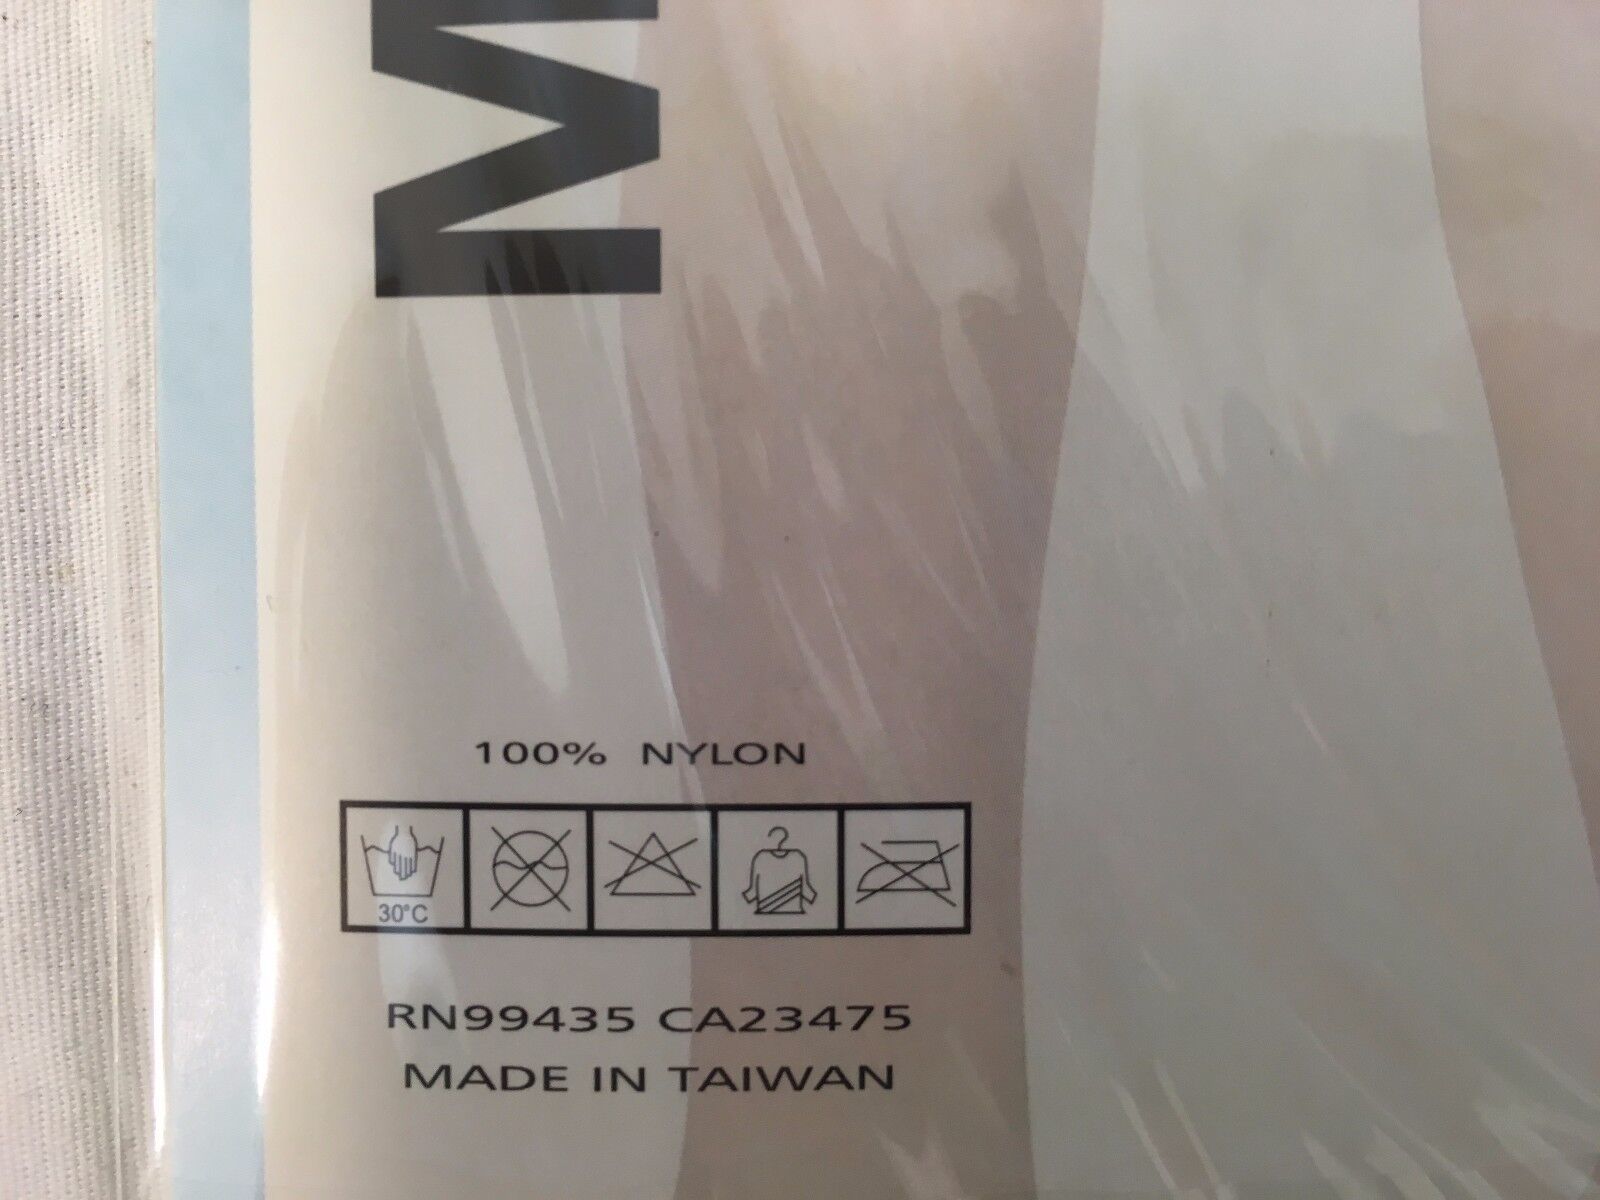 M
100% NYLON
30°C
RN99435 CA23475
MADE IN TAIWAN